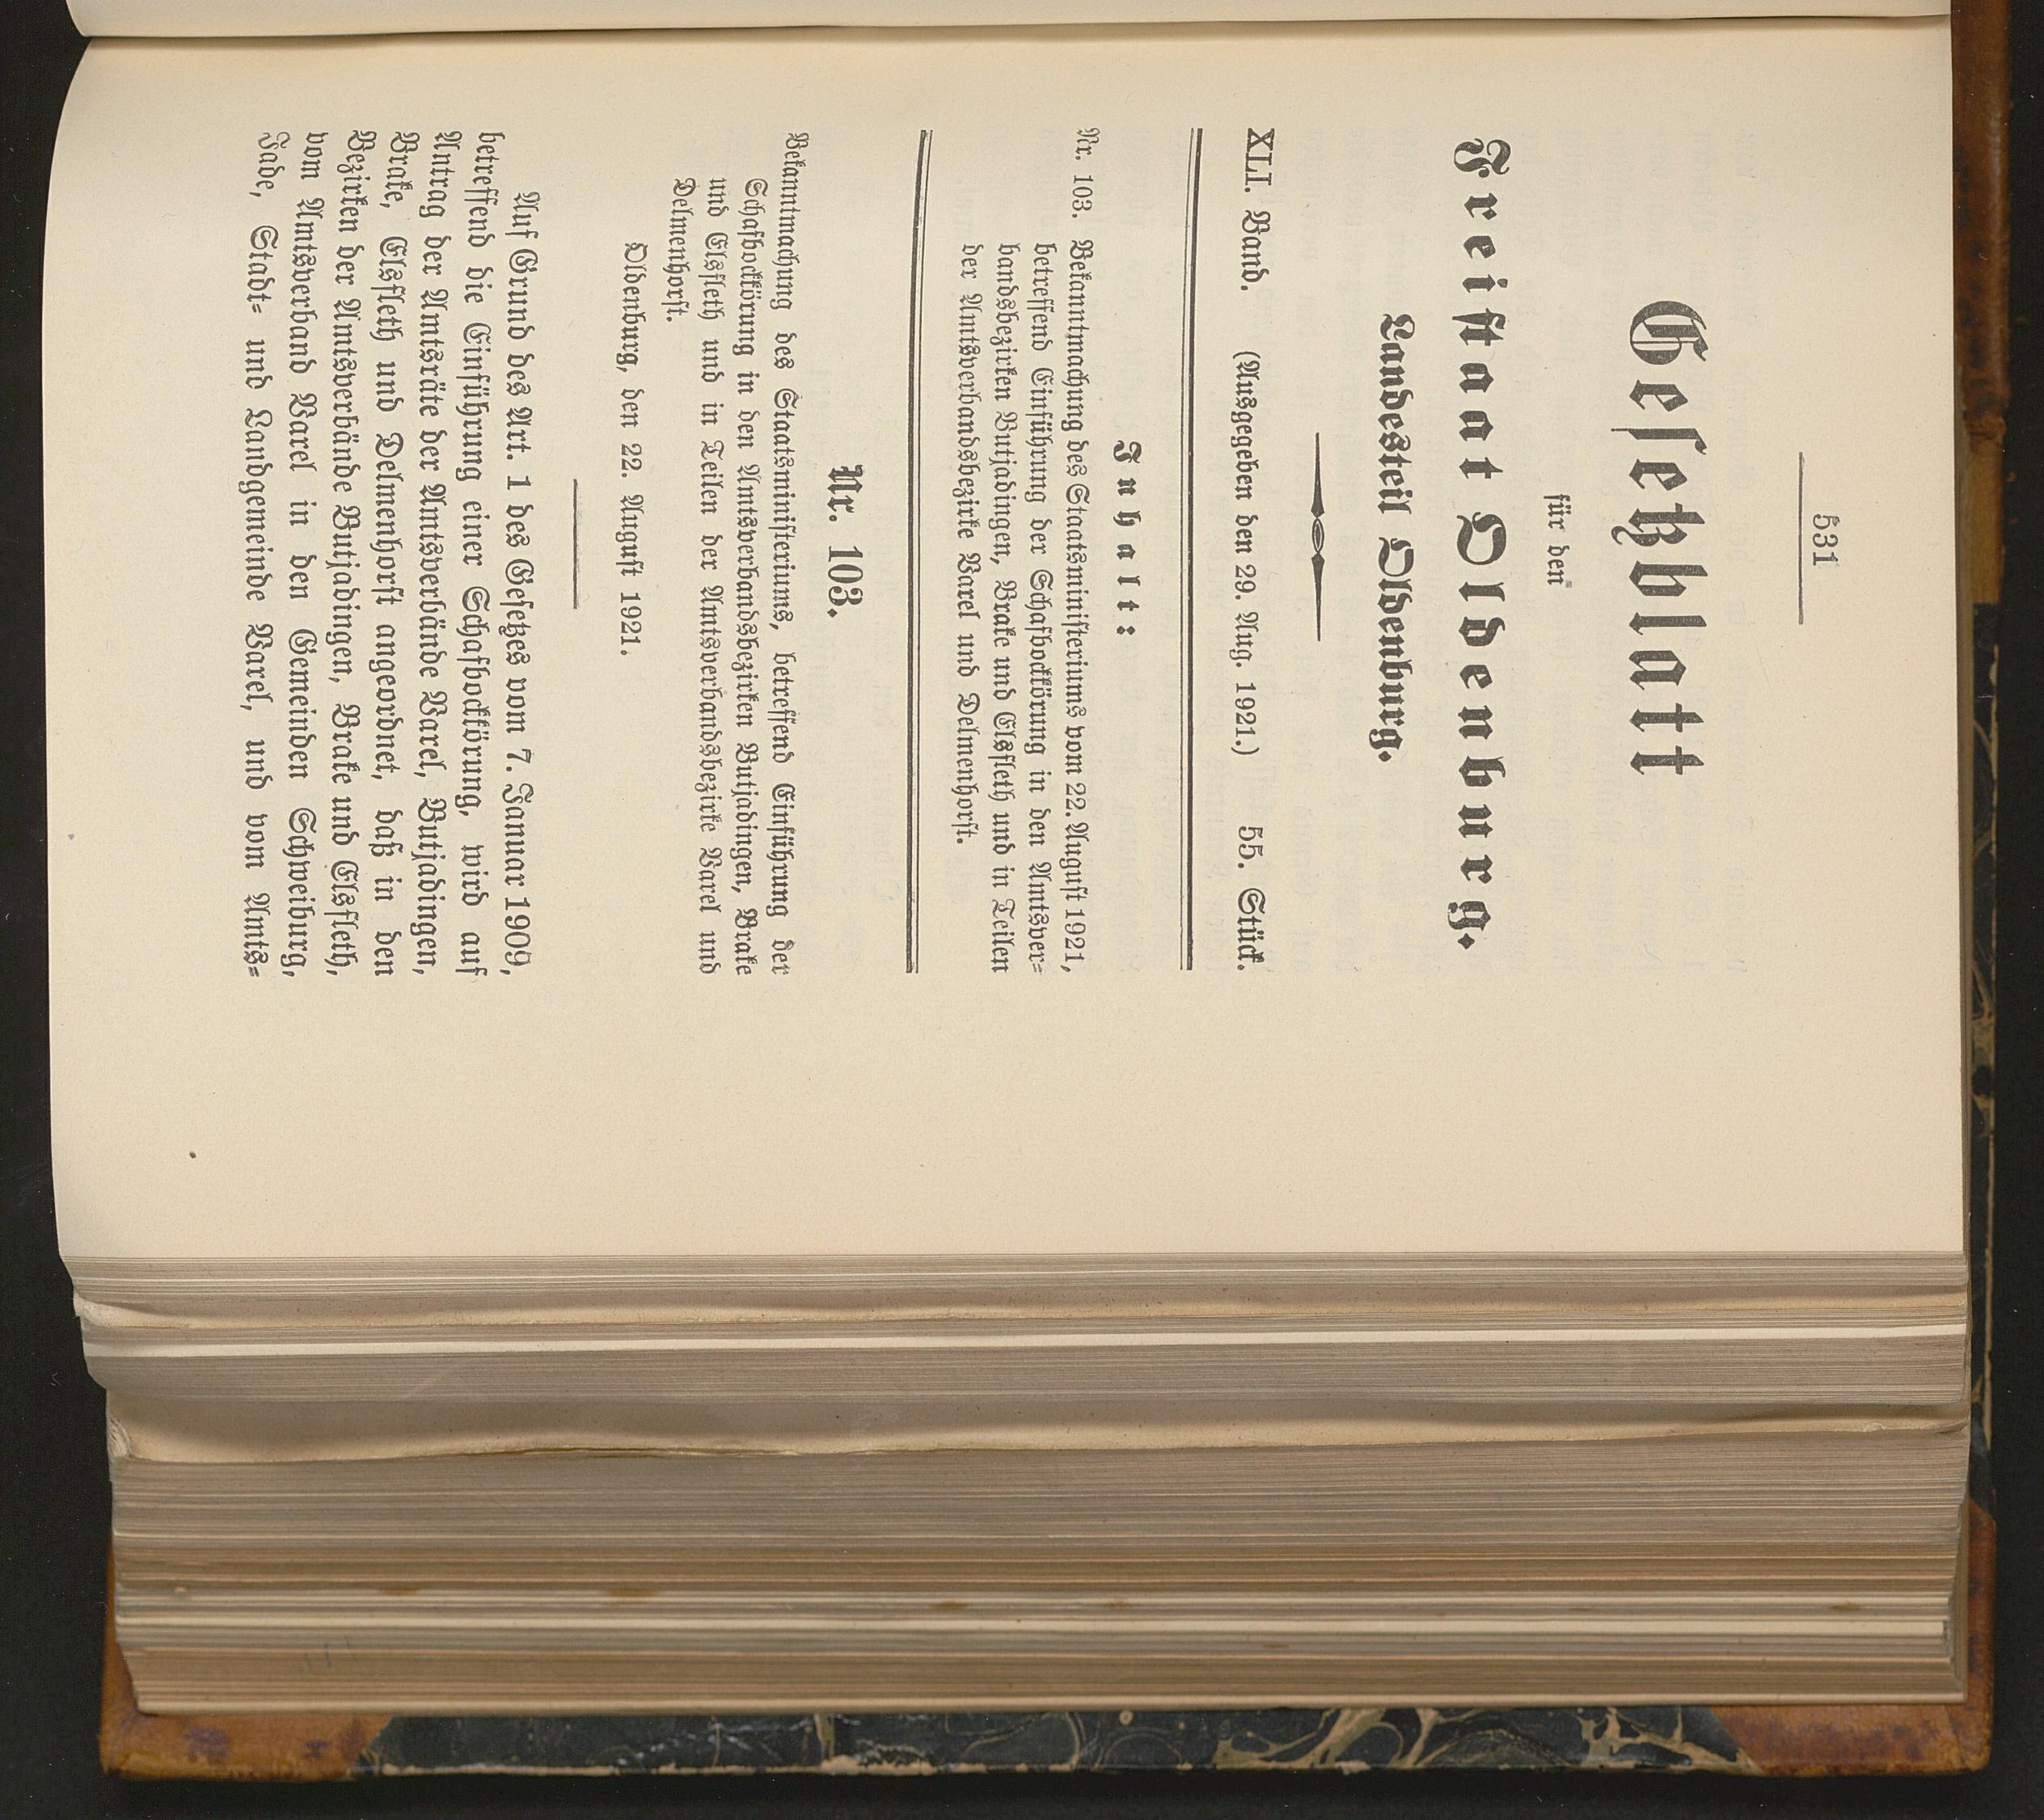 531
Gesetzblatt
für den
Freistaat Oldenburg.
Landesteil Oldenburg.
XLI. Band. (Ausgegeben den 29. Aug. 1921.) 55. Stück.
Inhalt:
Nr. 103. Bekanntmachung des Staatsministeriums vom 22. August 1921,
betreffend Einführung der Schafbockkörung in den Amtsver-
bandsbezirken Butjadingen, Brake und Elsfleth und in Teilen
der Amtsverbandsbezirke Varel und Delmenhorst.
Nr. 103.
Bekanntmachung des Staatsministeriums, betreffend Einführung der
Schafbockkörung in den Amtsverbandsbezirken Butjadingen, Brake
und Elsfleth und in Teilen der Amtsverbandsbezirke Varel und
Delmenhorst.
Oldenburg, den 22. August 1921.
Auf Grund des Art. 1 des Gesetzes vom 7. Januar 1909,
betreffend die Einführung einer Schafbockkörung, wird auf
Antrag der Amtsräte der Amtsverbände Varel, Butjadingen,
Brake, Elsfleth und Delmenhorst angeordnet, daß in den
Bezirken der Amtsverbände Butjadingen, Brake und Elsfleth,
vom Amtsverband Varel in den Gemeinden Schweiburg,
Jade, Stadt- und Landgemeinde Varel, und vom Amts-